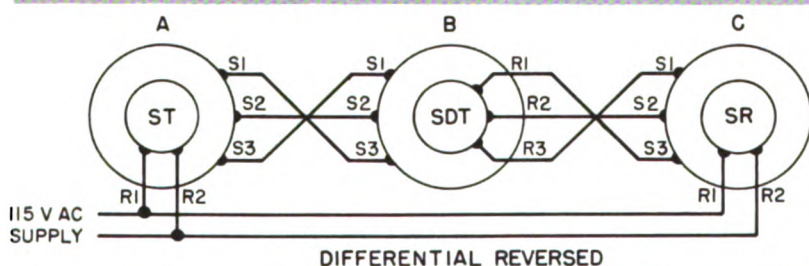 A B C
S1 S1 R1 S1
ST S2 S2 SDT R2 S2 SR
S3 S3 R3 S3
R1 R2 R1 R2
115 V AC
SUPPLY
DIFFERENTIAL REVERSED